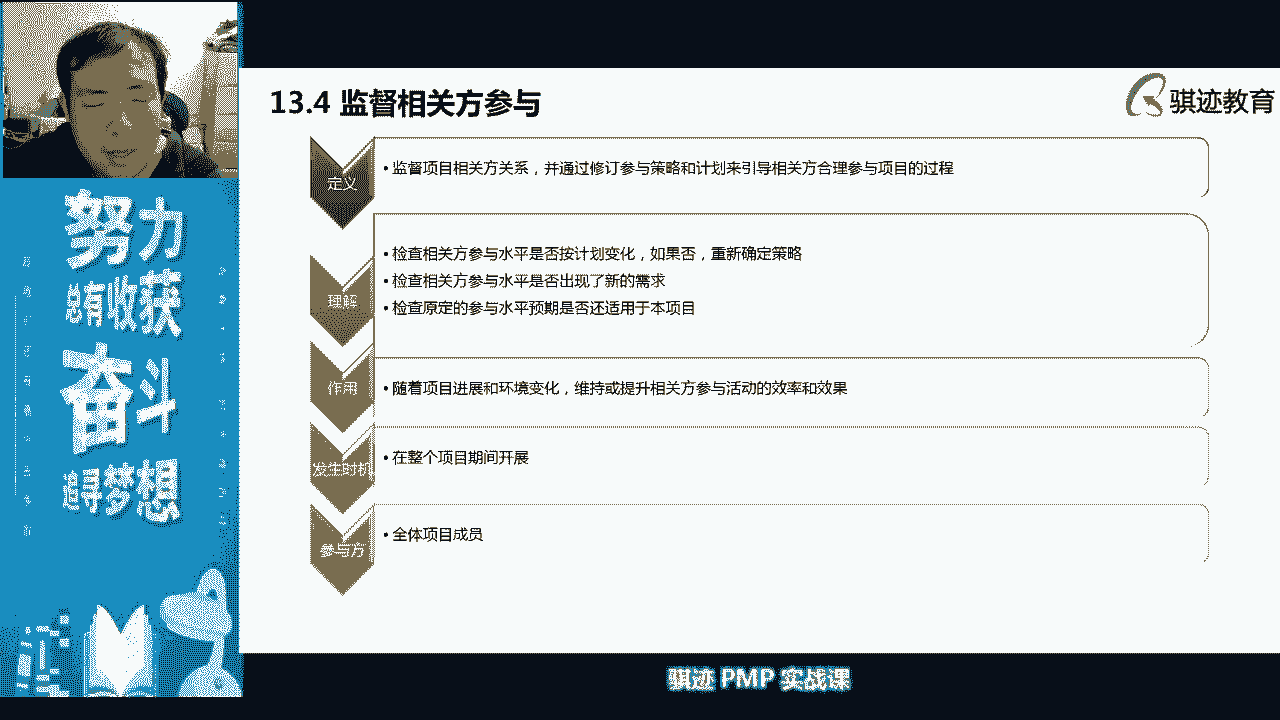 13.4 监督相关方参与
骐迹教育
定义
• 监督项目相关方关系，并通过修订参与策略和计划来引导相关方合理参与项目的过程
理解
• 检查相关方参与水平是否按计划变化，如果否，重新确定策略
• 检查相关方参与水平是否出现了新的需求
• 检查原定的参与水平预期是否还适用于本项目
作用
• 随着项目进展和环境变化，维持或提升相关方参与活动的效率和效果
发生时机
• 在整个项目期间开展
参与方
• 全体项目成员
努力
总有收获
奋斗
追寻梦想
骐迹 PMP 实战课